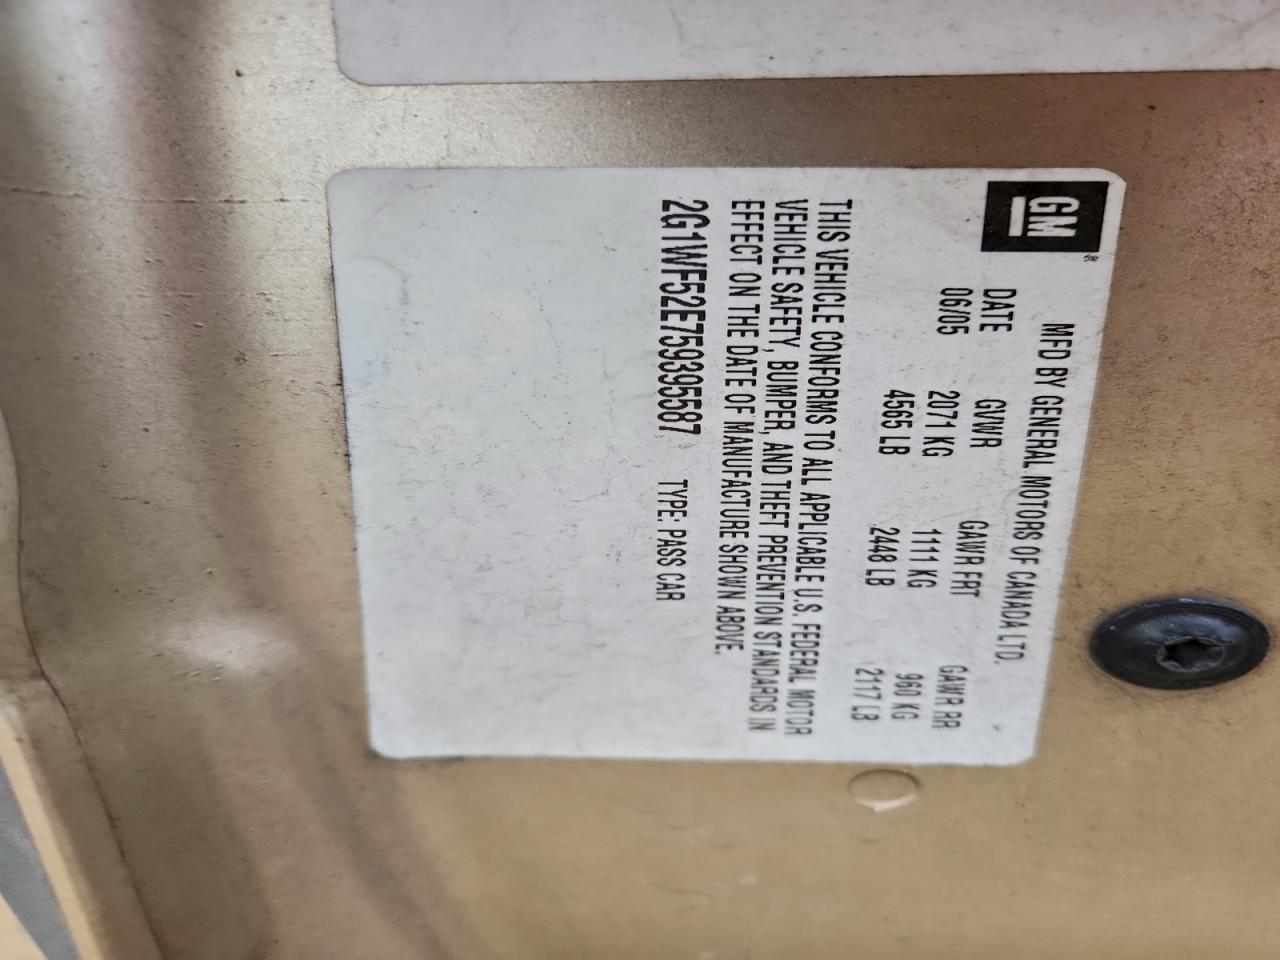 GM
MFD BY GENERAL MOTORS OF CANADA LTD.
DATE GVWR GAWR FRT GAWR RR
06/05 2071 KG 1111 KG 960 KG
4565 LB 2448 LB 2117 LB
THIS VEHICLE CONFORMS TO ALL APPLICABLE U.S. FEDERAL MOTOR
VEHICLE SAFETY, BUMPER, AND THEFT PREVENTION STANDARDS IN
EFFECT ON THE DATE OF MANUFACTURE SHOWN ABOVE.
2G1WF52E759395587 TYPE: PASS CAR